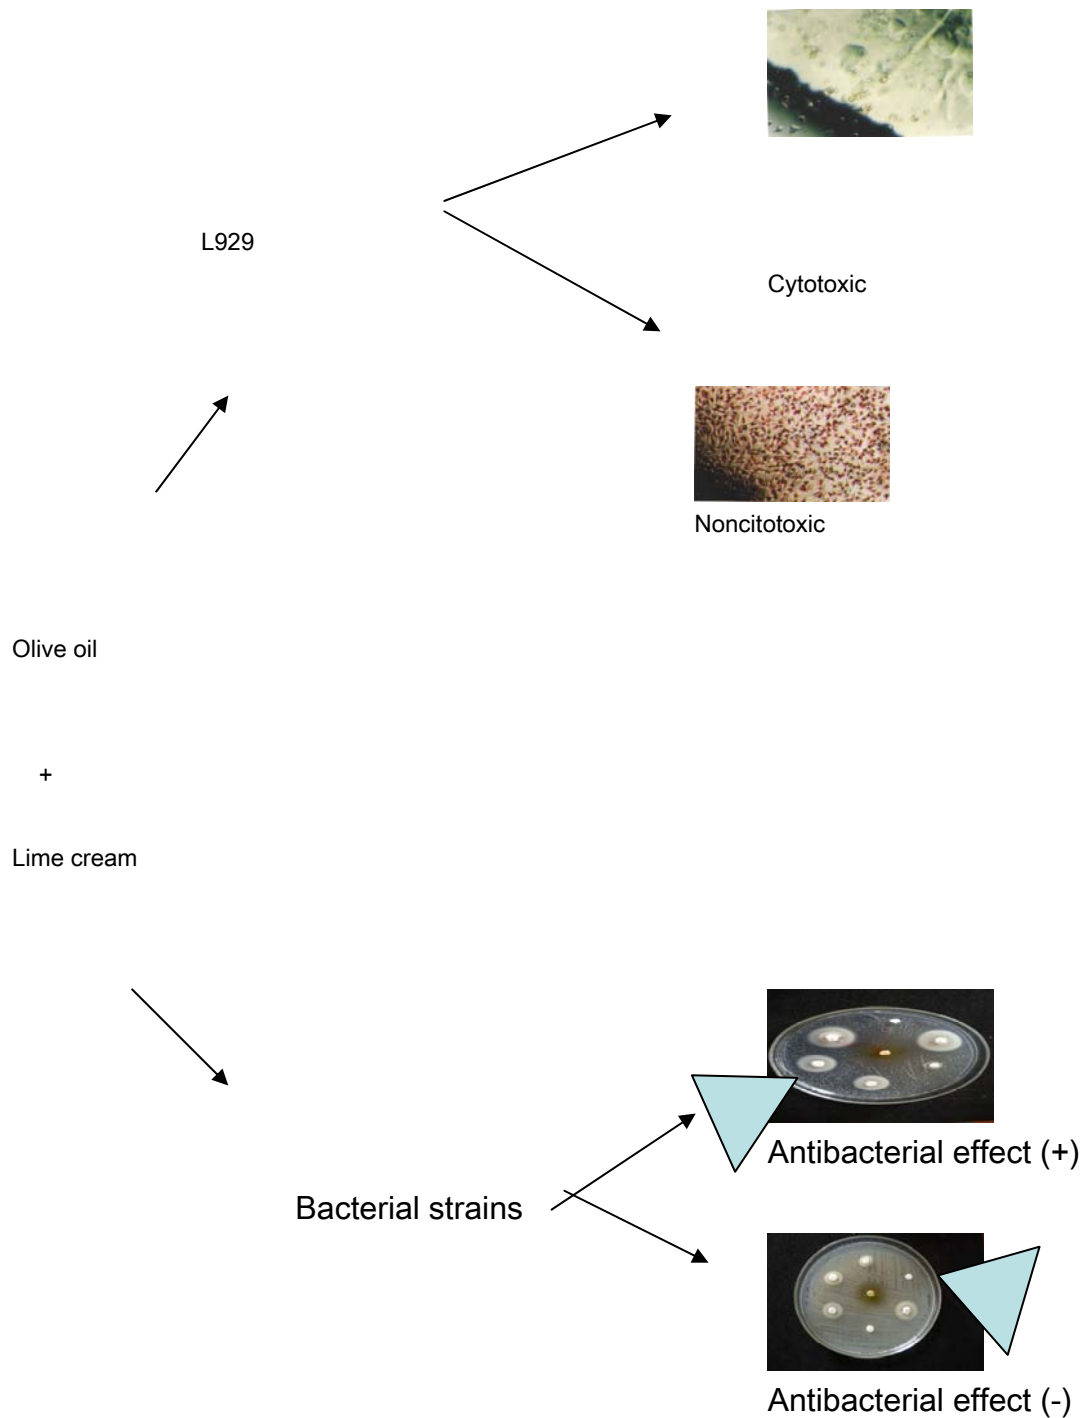 L929
Cytotoxic
Noncitotoxic
Olive oil
+
Lime cream
Antibacterial effect (+)
Bacterial strains
Antibacterial effect (-)